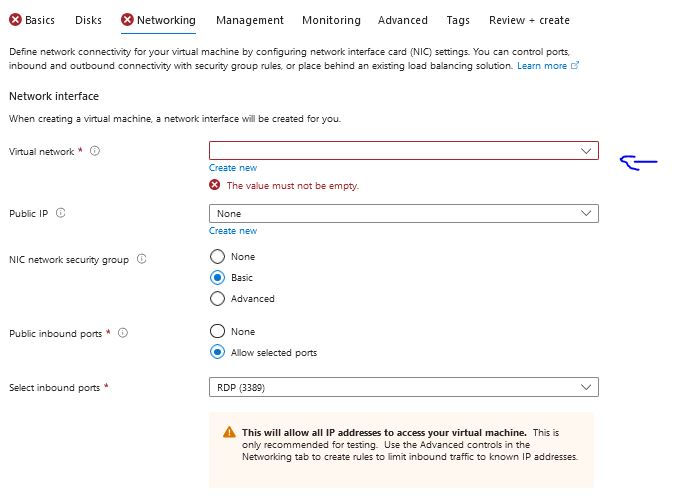 Basics Disks Networking Management Monitoring Advanced Tags Review + create
Define network connectivity for your virtual machine by configuring network interface card (NIC) settings. You can control ports,
inbound and outbound connectivity with security group rules, or place behind an existing load balancing solution. Learn more
Network interface
When creating a virtual machine, a network interface will be created for you.
Virtual network *
Create new
The value must not be empty.
Public IP None
Create new
NIC network security group None
Basic
Advanced
Public inbound ports * None
Allow selected ports
Select inbound ports * RDP (3389)
This will allow all IP addresses to access your virtual machine. This is
only recommended for testing. Use the Advanced controls in the
Networking tab to create rules to limit inbound traffic to known IP addresses.